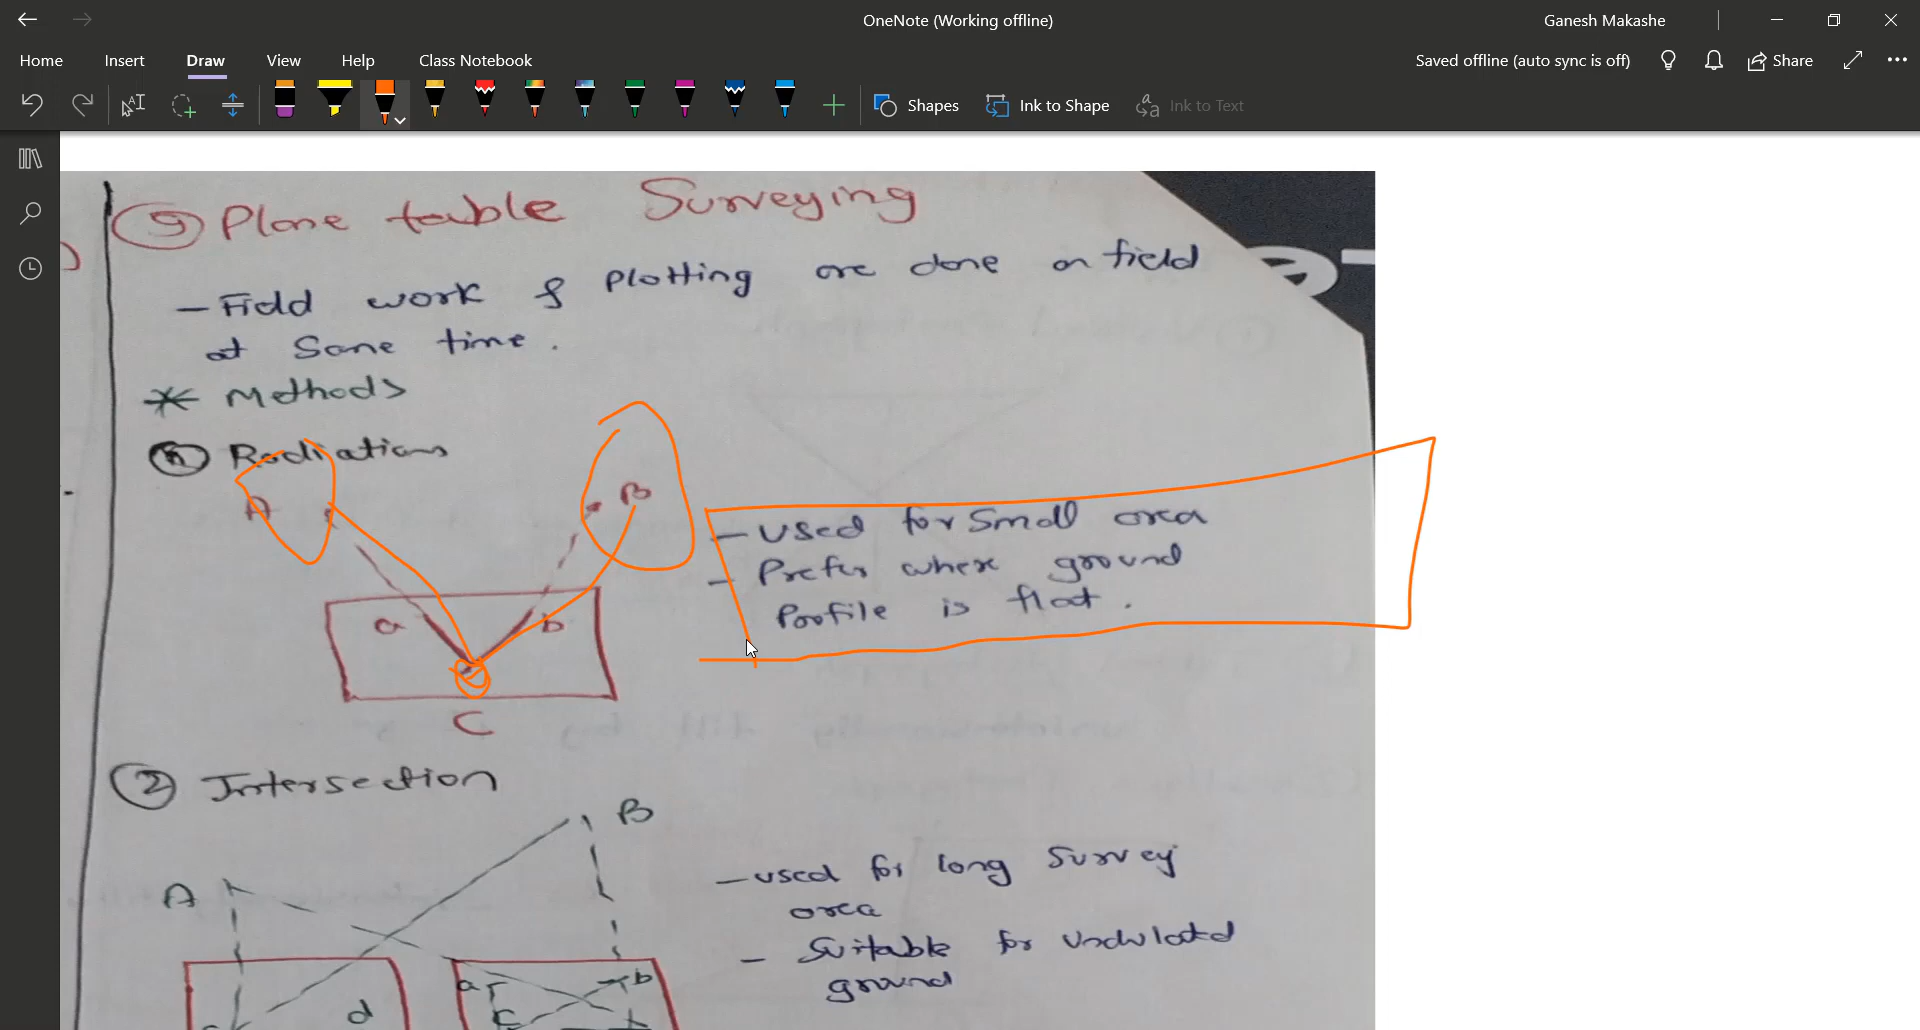 OneNote (Working offline)
Ganesh Makashe
Home Insert Draw View Help Class Notebook
Saved offline (auto sync is off) Share
Shapes Ink to Shape Ink to Text
5 Plane table Surveying
- Field work & Plotting are done on field
at Same time.
* Methods
Radiations
A B
- Used for Small area
- Prefer where ground
Profile is flat.
a b
C
2 Intersection
B
A
- used for long Survey
area
- Suitable for Undulated
ground
a b
d C